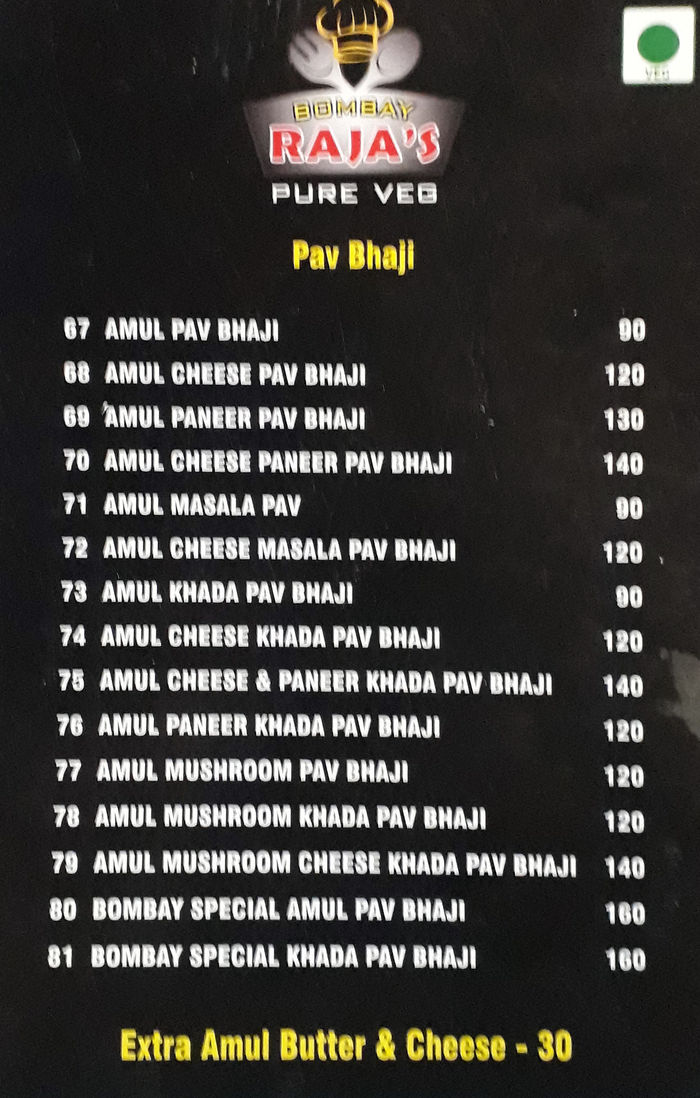 VEG
BOMBAY
RAJA'S
PURE VEG
Pav Bhaji
67 AMUL PAV BHAJI 90
68 AMUL CHEESE PAV BHAJI 120
69 AMUL PANEER PAV BHAJI 130
70 AMUL CHEESE PANEER PAV BHAJI 140
71 AMUL MASALA PAV 90
72 AMUL CHEESE MASALA PAV BHAJI 120
73 AMUL KHADA PAV BHAJI 90
74 AMUL CHEESE KHADA PAV BHAJI 120
75 AMUL CHEESE & PANEER KHADA PAV BHAJI 140
76 AMUL PANEER KHADA PAV BHAJI 120
77 AMUL MUSHROOM PAV BHAJI 120
78 AMUL MUSHROOM KHADA PAV BHAJI 120
79 AMUL MUSHROOM CHEESE KHADA PAV BHAJI 140
80 BOMBAY SPECIAL AMUL PAV BHAJI 160
81 BOMBAY SPECIAL KHADA PAV BHAJI 160
Extra Amul Butter & Cheese - 30